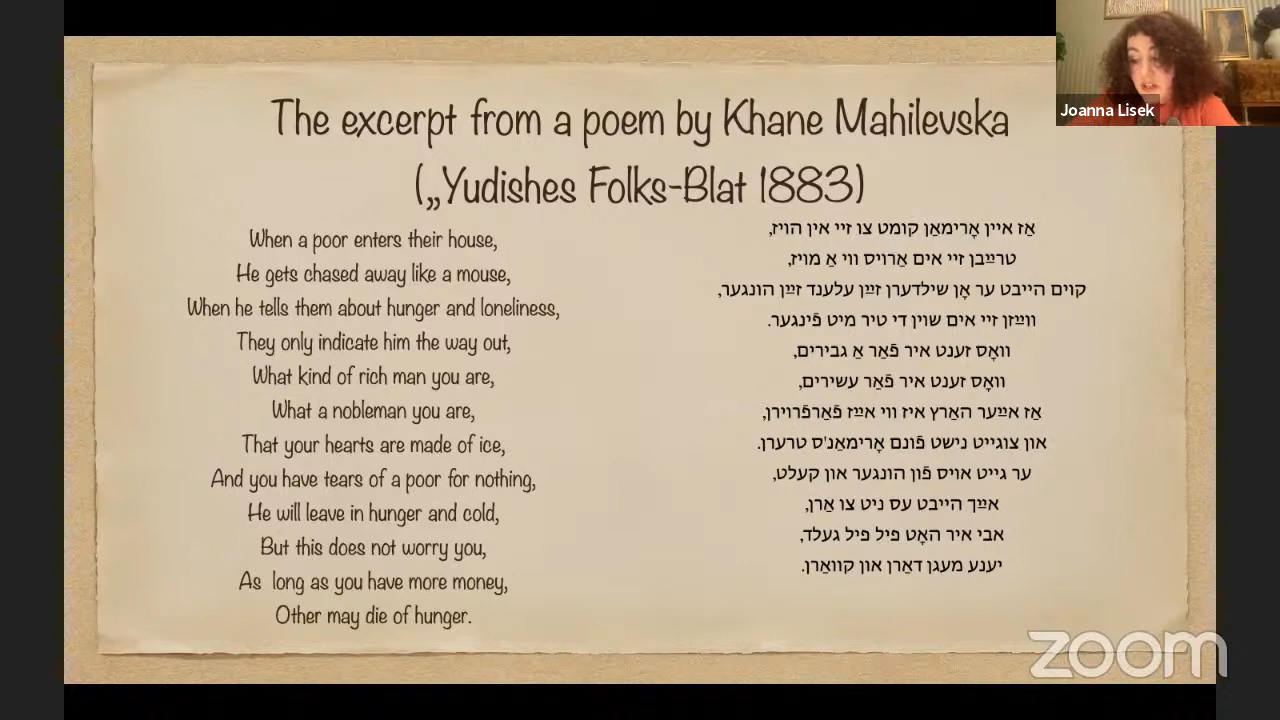 The excerpt from a poem by Khane Mahilevska
(„Yudishes Folks-Blat 1883)
When a poor enters their house,
He gets chased away like a mouse,
When he tells them about hunger and loneliness,
They only indicate him the way out,
What kind of rich man you are,
What a nobleman you are,
That your hearts are made of ice,
And you have tears of a poor for nothing,
He will leave in hunger and cold,
But this does not worry you,
As long as you have more money,
Other may die of hunger.
אַז איין אָרימאַן קומט צו זיי אין הויז,
טרײַבן זיי אים אַרויס ווי אַ מויז,
קוים הייבט ער אָן שילדערן זײַן עלענד זײַן הונגער,
ווײַזן זיי אים שוין די טיר מיט פֿינגער.
וואָס זענט איר פֿאַר אַ גבירים,
וואָס זענט איר פֿאַר עשירים,
אַז אײַער האַרץ איז ווי אײַז פֿאַרפֿרוירן,
און צוגייט נישט פֿונם אָרימאַנ'ס טרערן.
ער גייט אויס פֿון הונגער און קעלט,
אײַך הייבט עס ניט צו אַרן,
אבי איר האָט פיל פיל געלד,
יענע מעגן דאַרן און קוואַרן.
Joanna Lisek
zoom